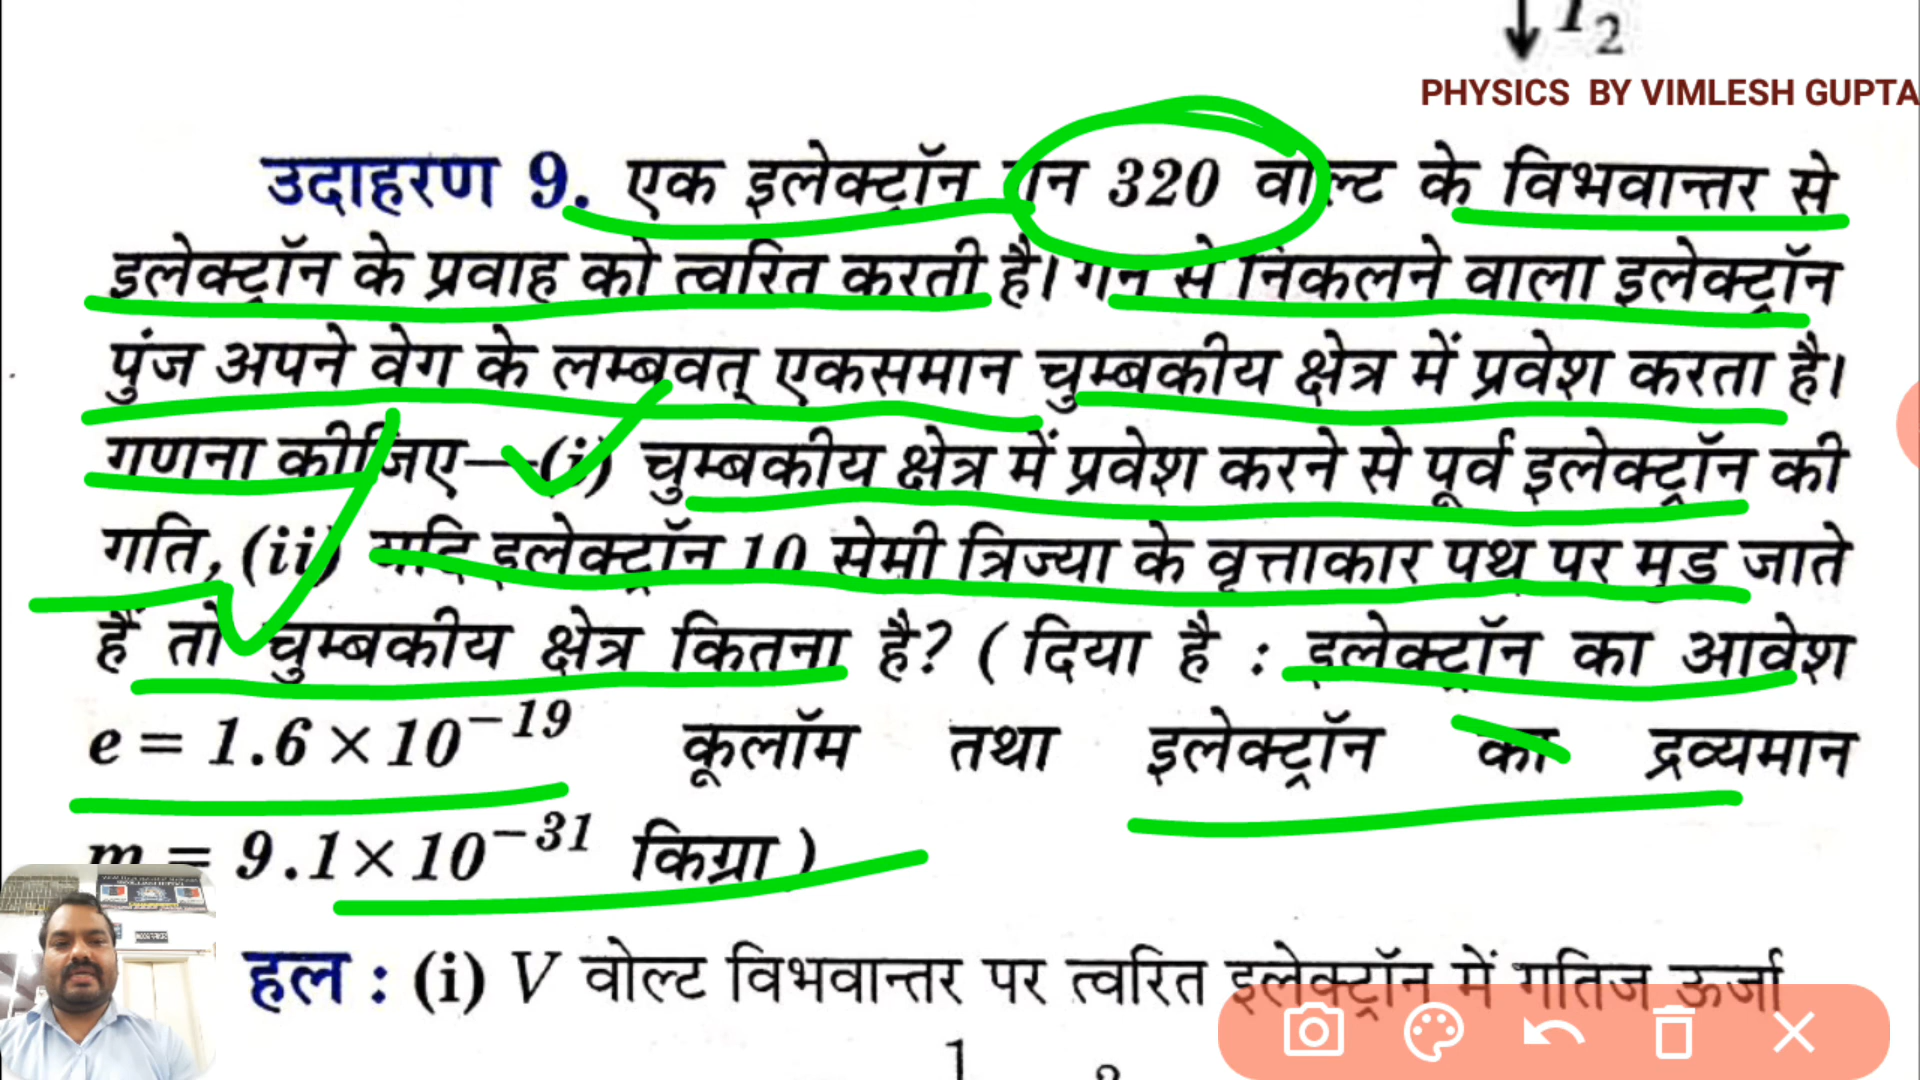 I₂
PHYSICS BY VIMLESH GUPTA
उदाहरण 9. एक इलेक्ट्रॉन गन 320 वोल्ट के विभवान्तर से
इलेक्ट्रॉन के प्रवाह को त्वरित करती है। गन से निकलने वाला इलेक्ट्रॉन
पुंज अपने वेग के लम्बवत् एकसमान चुम्बकीय क्षेत्र में प्रवेश करता है।
गणना कीजिए—(i) चुम्बकीय क्षेत्र में प्रवेश करने से पूर्व इलेक्ट्रॉन की
गति, (ii) यदि इलेक्ट्रॉन 10 सेमी त्रिज्या के वृत्ताकार पथ पर मुड जाते
हैं तो चुम्बकीय क्षेत्र कितना है? ( दिया है : इलेक्ट्रॉन का आवेश
e = 1.6 × 10⁻¹⁹ कूलॉम तथा इलेक्ट्रॉन का द्रव्यमान
m = 9.1× 10⁻³¹ किग्रा )
हल : (i) V वोल्ट विभवान्तर पर त्वरित इलेक्ट्रॉन में गतिज ऊर्जा
1